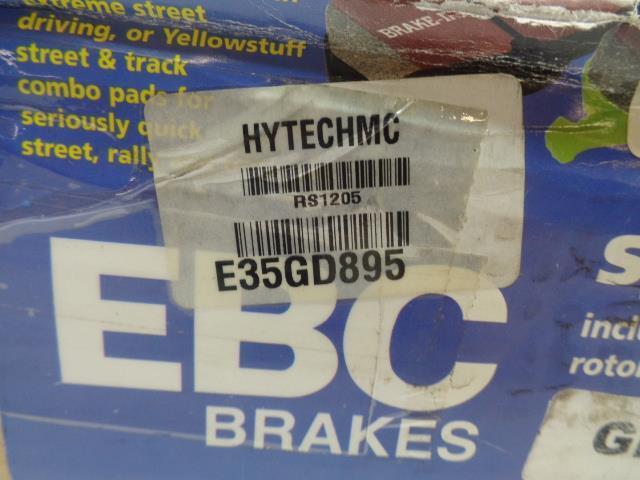 extreme street
driving, or Yellowstuff
street & track
combo pads for
seriously quick
street, rally
HYTECHMC
RS1205
E35GD895
EBC
BRAKES
rotor